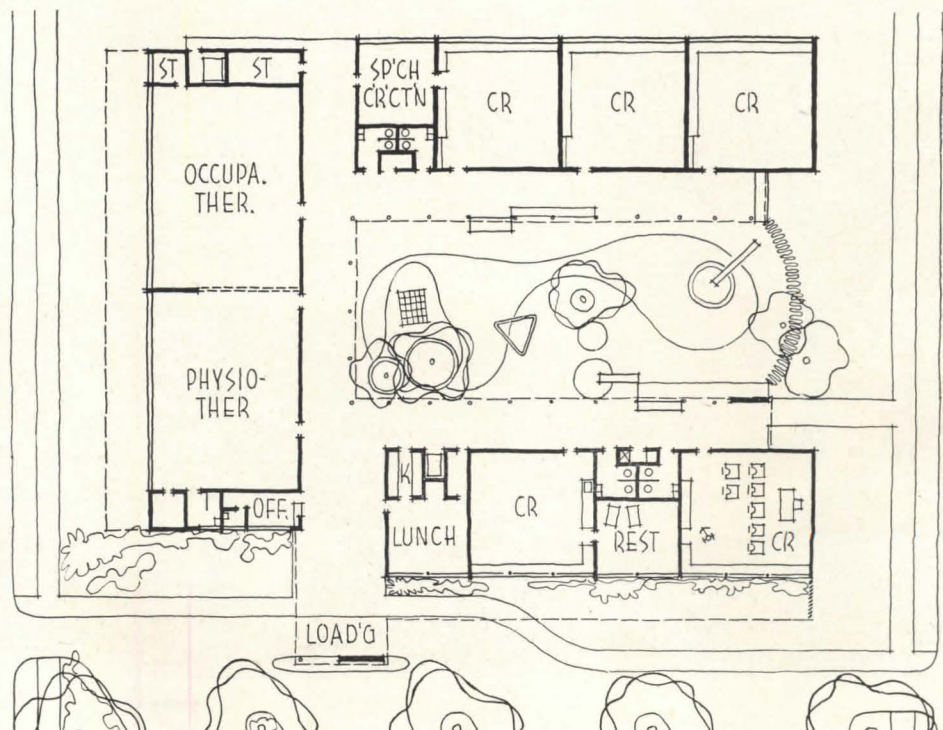 ST
ST
SP'CH
CR'CT'N
CR
CR
CR
OCCUPA.
THER.
PHYSIO-
THER
OFF.
K
LUNCH
CR
REST
CR
LOAD'G